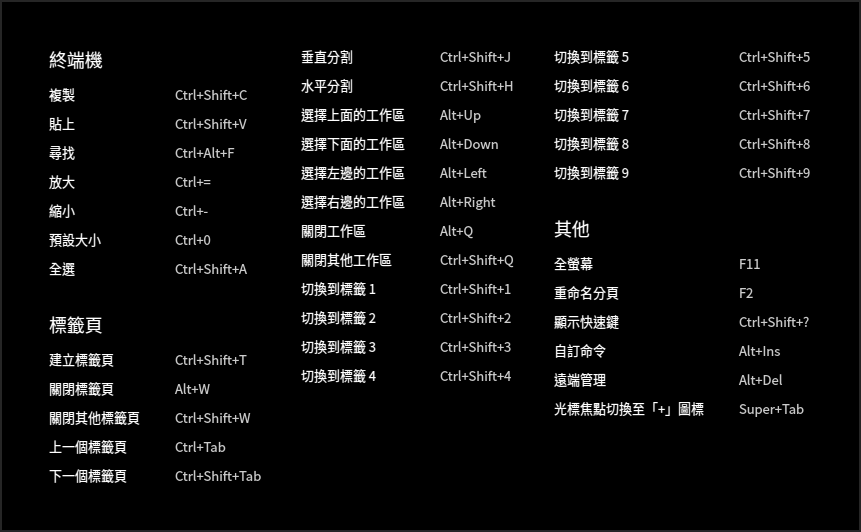 終端機
複製 Ctrl+Shift+C
貼上 Ctrl+Shift+V
尋找 Ctrl+Alt+F
放大 Ctrl+=
縮小 Ctrl+-
預設大小 Ctrl+0
全選 Ctrl+Shift+A
標籤頁
建立標籤頁 Ctrl+Shift+T
關閉標籤頁 Alt+W
關閉其他標籤頁 Ctrl+Shift+W
上一個標籤頁 Ctrl+Tab
下一個標籤頁 Ctrl+Shift+Tab
垂直分割 Ctrl+Shift+J
水平分割 Ctrl+Shift+H
選擇上面的工作區 Alt+Up
選擇下面的工作區 Alt+Down
選擇左邊的工作區 Alt+Left
選擇右邊的工作區 Alt+Right
關閉工作區 Alt+Q
關閉其他工作區 Ctrl+Shift+Q
切換到標籤 1 Ctrl+Shift+1
切換到標籤 2 Ctrl+Shift+2
切換到標籤 3 Ctrl+Shift+3
切換到標籤 4 Ctrl+Shift+4
切換到標籤 5 Ctrl+Shift+5
切換到標籤 6 Ctrl+Shift+6
切換到標籤 7 Ctrl+Shift+7
切換到標籤 8 Ctrl+Shift+8
切換到標籤 9 Ctrl+Shift+9
其他
全螢幕 F11
重命名分頁 F2
顯示快速鍵 Ctrl+Shift+?
自訂命令 Alt+Ins
遠端管理 Alt+Del
光標焦點切換至「+」圖標 Super+Tab